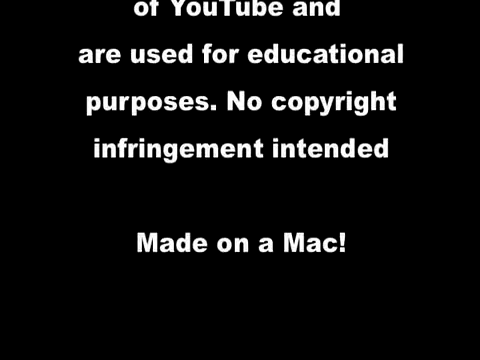 of YouTube and
are used for educational
purposes. No copyright
infringement intended
Made on a Mac!